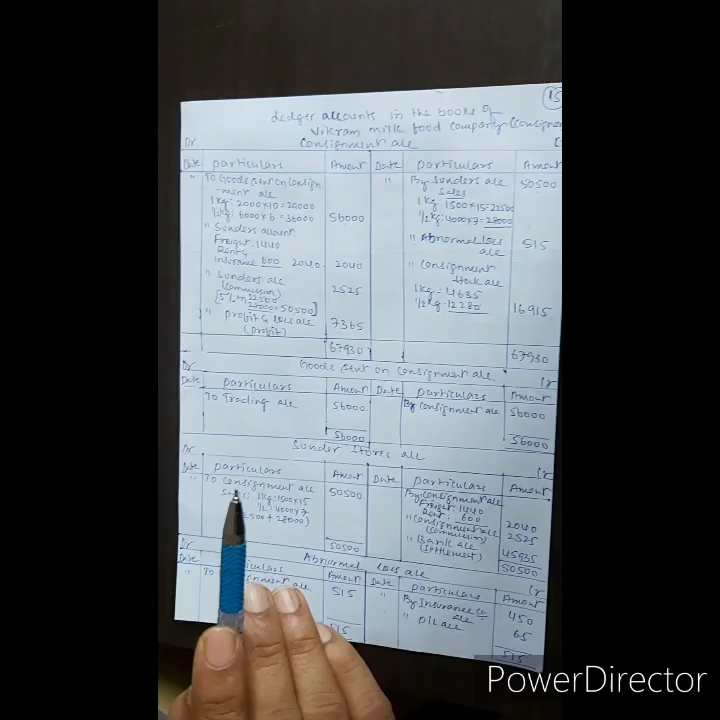 15
Ledger accounts in the books of
Vikram milk food company (consignor
Dr
Consignment a/c
Date particulars Amount Date particulars Amount
" To Goods sent on consign
ment a/c
1kg: 2000×10=20000
½kg: 6000×6=36000 56000
" Sunders account
Freight: 1440
Rent &
insurance 600 2040 2040
" Sunders a/c 2525
(commission)
[5% on 22500
28000=50500]
" profit & loss a/c 7365
(profit)
67930
" By Sunders a/c 50500
Sales
1kg: 1500×15=22500
½kg: 4000×7=28000
" Abnormal loss 515
a/c
" Consignment
stock a/c
1kg - 4635
½kg - 12280 16915
67930
Goods sent on consignment a/c
Dr Cr
Date particulars Amount Date particulars Amount
To Trading a/c 56000 By consignment a/c 56000
56000 56000
Sunder Stores a/c
Dr Cr
Date particulars Amount Date particulars Amount
" To Consignment a/c 50500
1kg: 1500×15
½: 4000×7
500 + 28000)
50500
By consignment a/c
Freight: 1440
Rent: 600 2040
" Consignment a/c 2525
(commission)
" Bank a/c 45935
(settlement)
50500
Abnormal loss a/c
Dr Cr
Date particulars Amount Date particulars Amount
" To
a/c 515
515
" By Insurance Co 450
a/c
" P/L a/c 65
515
PowerDirector